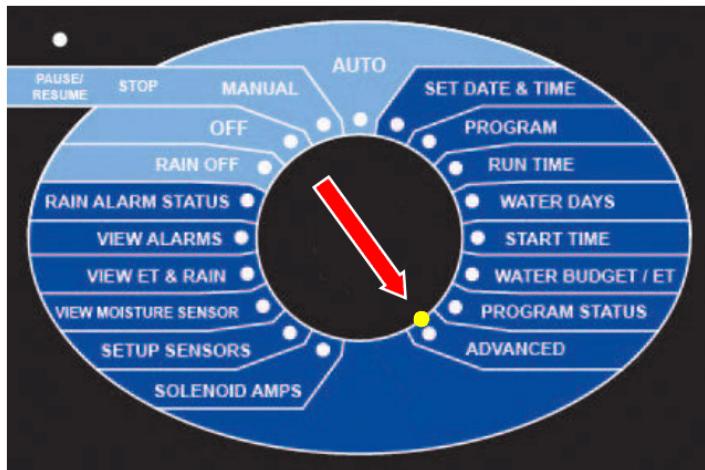 AUTO
PAUSE/
RESUME
STOP
MANUAL
OFF
RAIN OFF
RAIN ALARM STATUS
VIEW ALARMS
VIEW ET & RAIN
VIEW MOISTURE SENSOR
SETUP SENSORS
SOLENOID AMPS
SET DATE & TIME
PROGRAM
RUN TIME
WATER DAYS
START TIME
WATER BUDGET / ET
PROGRAM STATUS
ADVANCED